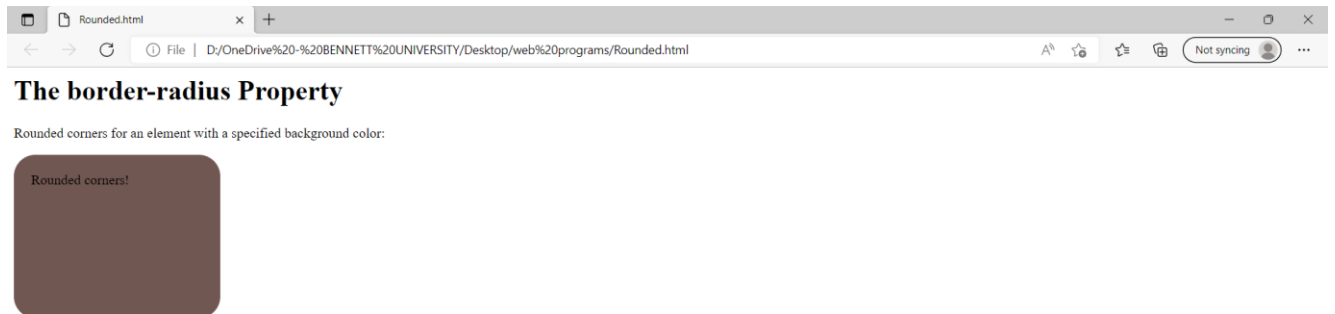 Rounded.html
File | D:/OneDrive%20-%20BENNETT%20UNIVERSITY/Desktop/web%20programs/Rounded.html
Not syncing
The border-radius Property
Rounded corners for an element with a specified background color:
Rounded corners!